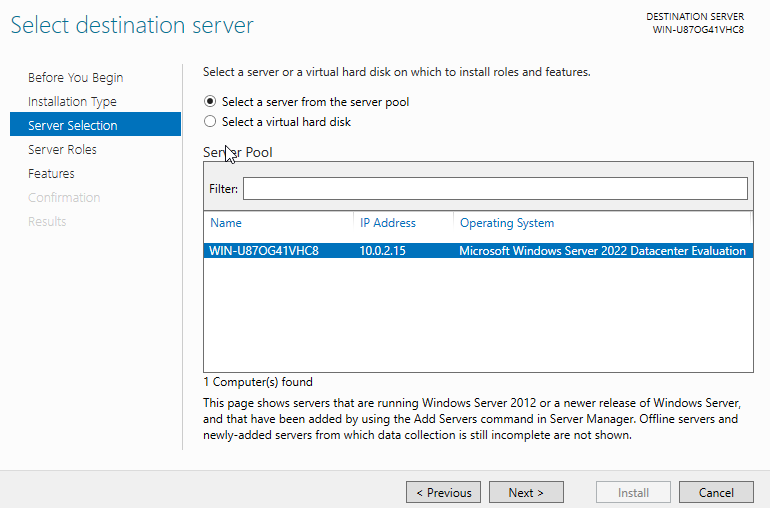 Select destination server
DESTINATION SERVER
WIN-U87OG41VHC8
Before You Begin
Installation Type
Server Selection
Server Roles
Features
Confirmation
Results
Select a server or a virtual hard disk on which to install roles and features.
Select a server from the server pool
Select a virtual hard disk
Server Pool
Filter:
Name IP Address Operating System
WIN-U87OG41VHC8 10.0.2.15 Microsoft Windows Server 2022 Datacenter Evaluation
1 Computer(s) found
This page shows servers that are running Windows Server 2012 or a newer release of Windows Server,
and that have been added by using the Add Servers command in Server Manager. Offline servers and
newly-added servers from which data collection is still incomplete are not shown.
< Previous Next > Install Cancel